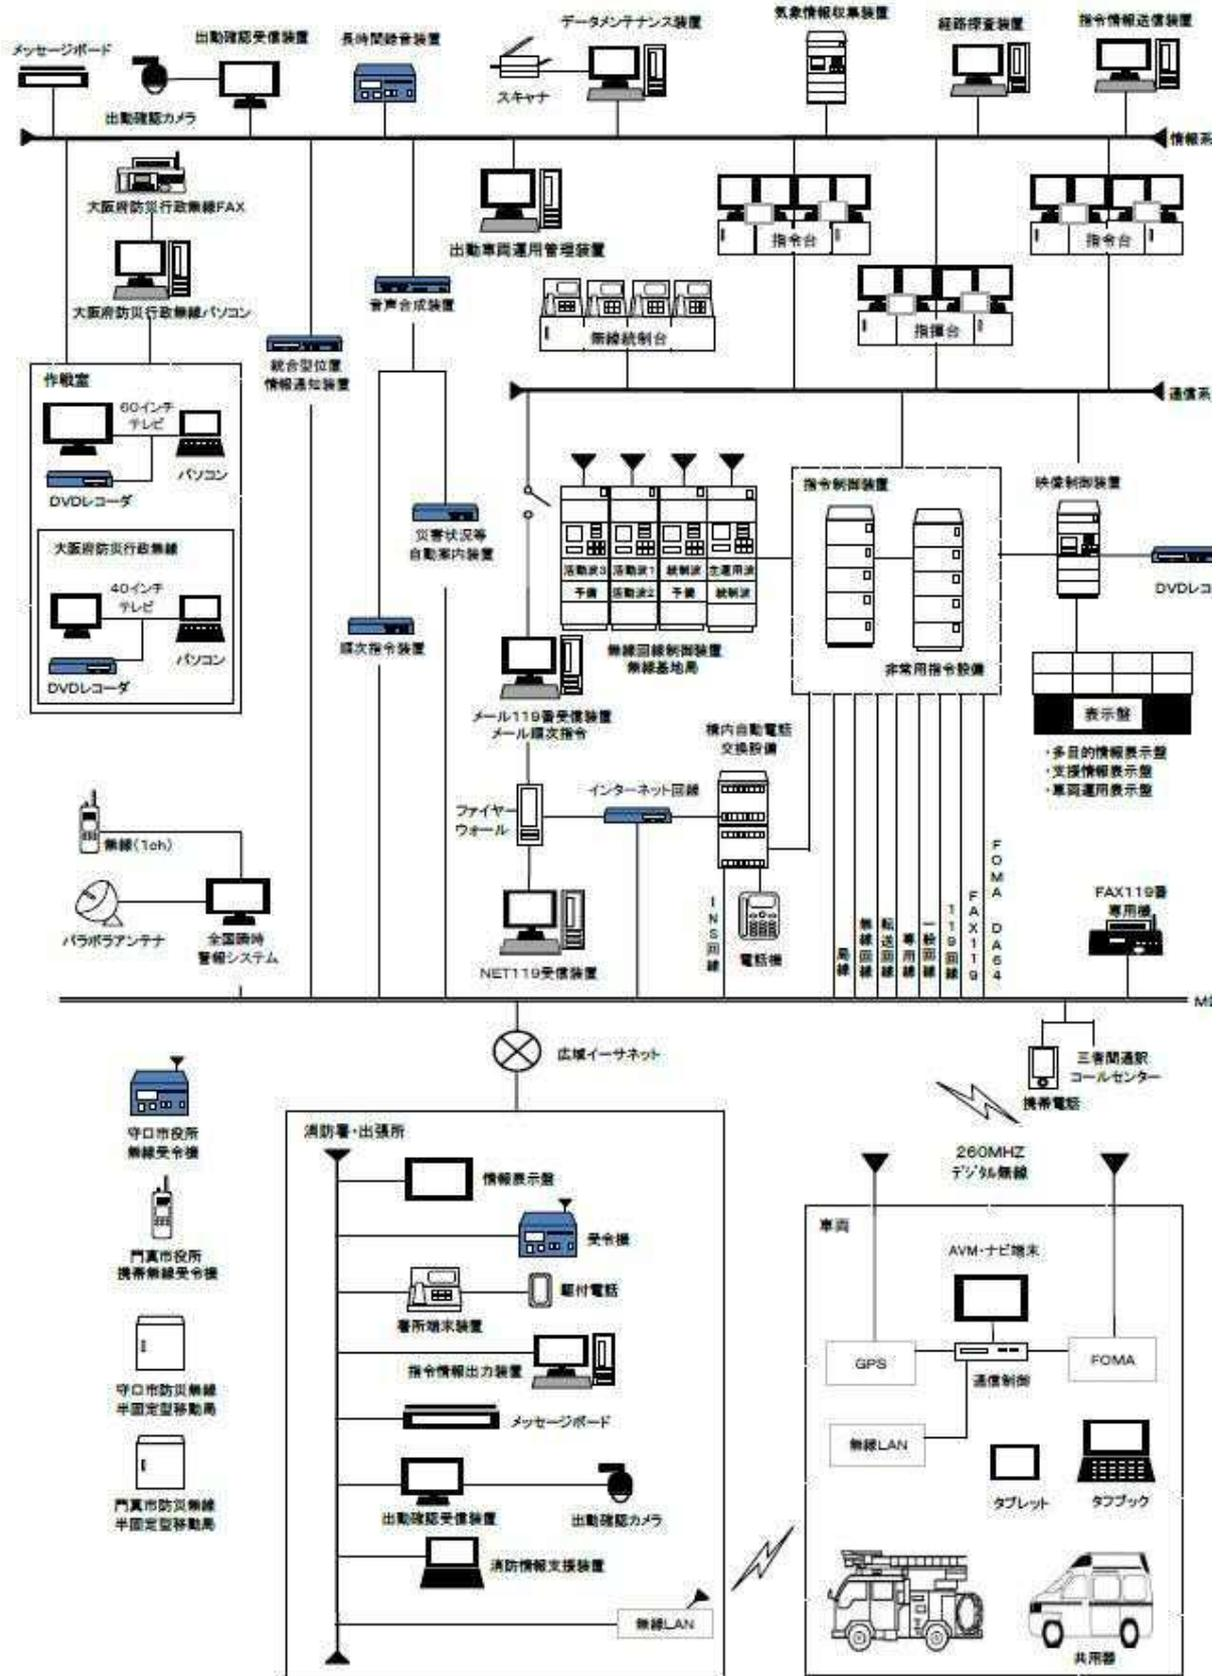 メッセージボード
出動確認受信装置
長時間録音装置
データメンテナンス装置
気象情報収集装置
経路探査装置
指令情報送信装置
スキャナ
出動確認カメラ
情報系
大阪府防災行政無線FAX
指令台
指令台
出動車両運用管理装置
大阪府防災行政無線パソコン
音声合成装置
無線統制台
指揮台
統合型位置
情報通知装置
通信系
作戦室
60インチ
テレビ
パソコン
DVDレコーダ
大阪府防災行政無線
40インチ
テレビ
パソコン
DVDレコーダ
災害状況等
自動案内装置
順次指令装置
指令制御装置
映像制御装置
活動波3
活動波1
統制波
主運用波
予備
活動波2
予備
統制波
DVDレコ
無線回線制御装置
無線基地局
非常用指令設備
表示盤
・多目的情報表示盤
・支援情報表示盤
・車両運用表示盤
メール119番受信装置
メール順次指令
構内自動電話
交換設備
インターネット回線
ファイヤー
ウォール
無線(1ch)
パラボラアンテナ
全国瞬時
警報システム
NET119受信装置
INS回線
電話機
局線
無線回線
転送回線
専用線
一般回線
119回線
FAX119
FOMA DA64
FAX119番
専用機
広域イーサネット
三者間通訳
コールセンター
携帯電話
守口市役所
無線受令機
門真市役所
携帯無線受令機
守口市防災無線
半固定型移動局
門真市防災無線
半固定型移動局
消防署・出張所
情報表示盤
受令機
駆付電話
署所端末装置
指令情報出力装置
メッセージボード
出動確認受信装置
出動確認カメラ
消防情報支援装置
無線LAN
260MHZ
デジタル無線
車両
AVM・ナビ端末
GPS
通信制御
FOMA
無線LAN
タブレット
タフブック
共用器